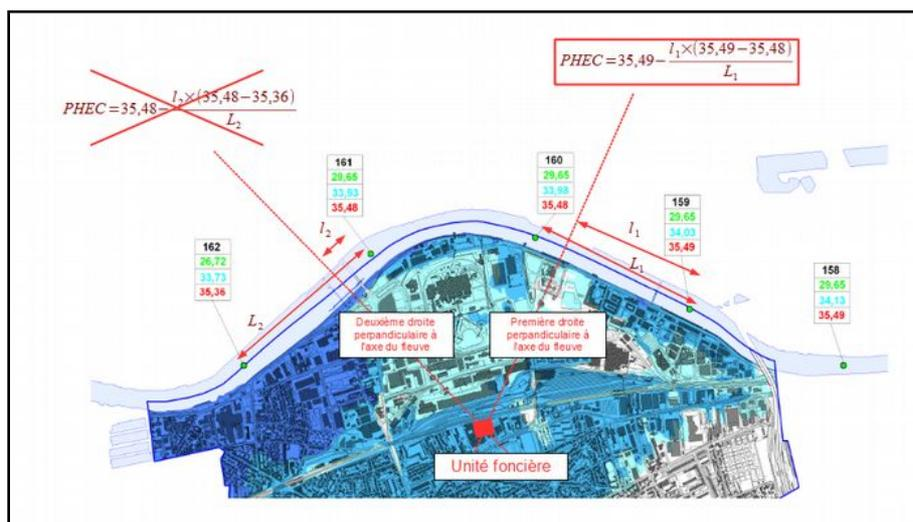 PHEC=35,49− l₁×(35,49−35,48) / L₁
PHEC=35,48− l₂×(35,48−35,36) / L₂
161
29,65
33,93
35,48
160
29,65
33,98
35,48
159
29,65
34,03
35,49
162
26,72
33,73
35,36
158
29,65
34,13
35,49
l₂
L₂
l₁
L₁
Deuxième droite
perpandiculaire à
l'axe du fleuve
Première droite
perpandiculaire à
l'axe du fleuve
Unité foncière